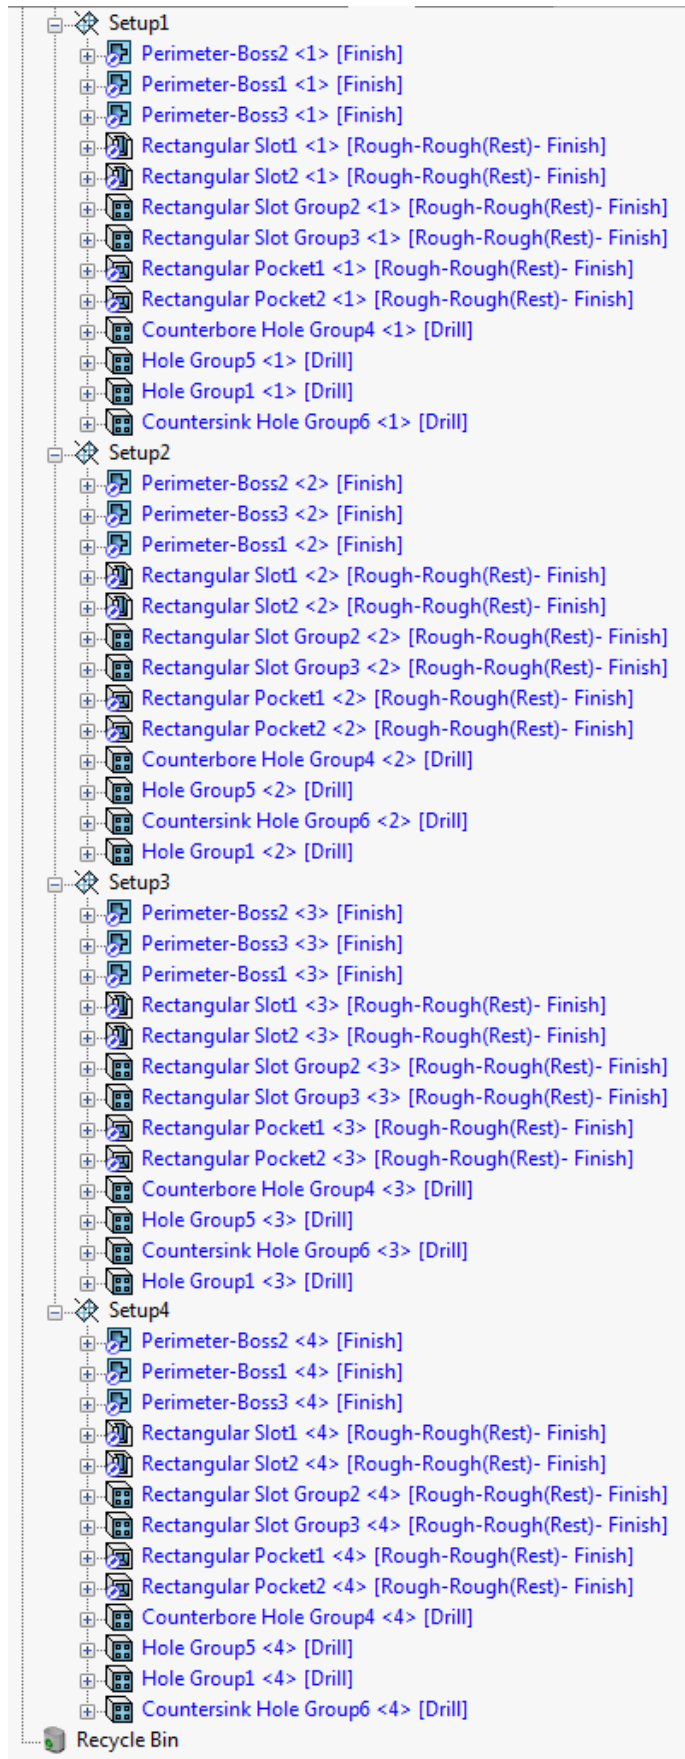 Setup1
Perimeter-Boss2 <1> [Finish]
Perimeter-Boss1 <1> [Finish]
Perimeter-Boss3 <1> [Finish]
Rectangular Slot1 <1> [Rough-Rough(Rest)- Finish]
Rectangular Slot2 <1> [Rough-Rough(Rest)- Finish]
Rectangular Slot Group2 <1> [Rough-Rough(Rest)- Finish]
Rectangular Slot Group3 <1> [Rough-Rough(Rest)- Finish]
Rectangular Pocket1 <1> [Rough-Rough(Rest)- Finish]
Rectangular Pocket2 <1> [Rough-Rough(Rest)- Finish]
Counterbore Hole Group4 <1> [Drill]
Hole Group5 <1> [Drill]
Hole Group1 <1> [Drill]
Countersink Hole Group6 <1> [Drill]
Setup2
Perimeter-Boss2 <2> [Finish]
Perimeter-Boss3 <2> [Finish]
Perimeter-Boss1 <2> [Finish]
Rectangular Slot1 <2> [Rough-Rough(Rest)- Finish]
Rectangular Slot2 <2> [Rough-Rough(Rest)- Finish]
Rectangular Slot Group2 <2> [Rough-Rough(Rest)- Finish]
Rectangular Slot Group3 <2> [Rough-Rough(Rest)- Finish]
Rectangular Pocket1 <2> [Rough-Rough(Rest)- Finish]
Rectangular Pocket2 <2> [Rough-Rough(Rest)- Finish]
Counterbore Hole Group4 <2> [Drill]
Hole Group5 <2> [Drill]
Countersink Hole Group6 <2> [Drill]
Hole Group1 <2> [Drill]
Setup3
Perimeter-Boss2 <3> [Finish]
Perimeter-Boss3 <3> [Finish]
Perimeter-Boss1 <3> [Finish]
Rectangular Slot1 <3> [Rough-Rough(Rest)- Finish]
Rectangular Slot2 <3> [Rough-Rough(Rest)- Finish]
Rectangular Slot Group2 <3> [Rough-Rough(Rest)- Finish]
Rectangular Slot Group3 <3> [Rough-Rough(Rest)- Finish]
Rectangular Pocket1 <3> [Rough-Rough(Rest)- Finish]
Rectangular Pocket2 <3> [Rough-Rough(Rest)- Finish]
Counterbore Hole Group4 <3> [Drill]
Hole Group5 <3> [Drill]
Countersink Hole Group6 <3> [Drill]
Hole Group1 <3> [Drill]
Setup4
Perimeter-Boss2 <4> [Finish]
Perimeter-Boss1 <4> [Finish]
Perimeter-Boss3 <4> [Finish]
Rectangular Slot1 <4> [Rough-Rough(Rest)- Finish]
Rectangular Slot2 <4> [Rough-Rough(Rest)- Finish]
Rectangular Slot Group2 <4> [Rough-Rough(Rest)- Finish]
Rectangular Slot Group3 <4> [Rough-Rough(Rest)- Finish]
Rectangular Pocket1 <4> [Rough-Rough(Rest)- Finish]
Rectangular Pocket2 <4> [Rough-Rough(Rest)- Finish]
Counterbore Hole Group4 <4> [Drill]
Hole Group5 <4> [Drill]
Hole Group1 <4> [Drill]
Countersink Hole Group6 <4> [Drill]
Recycle Bin